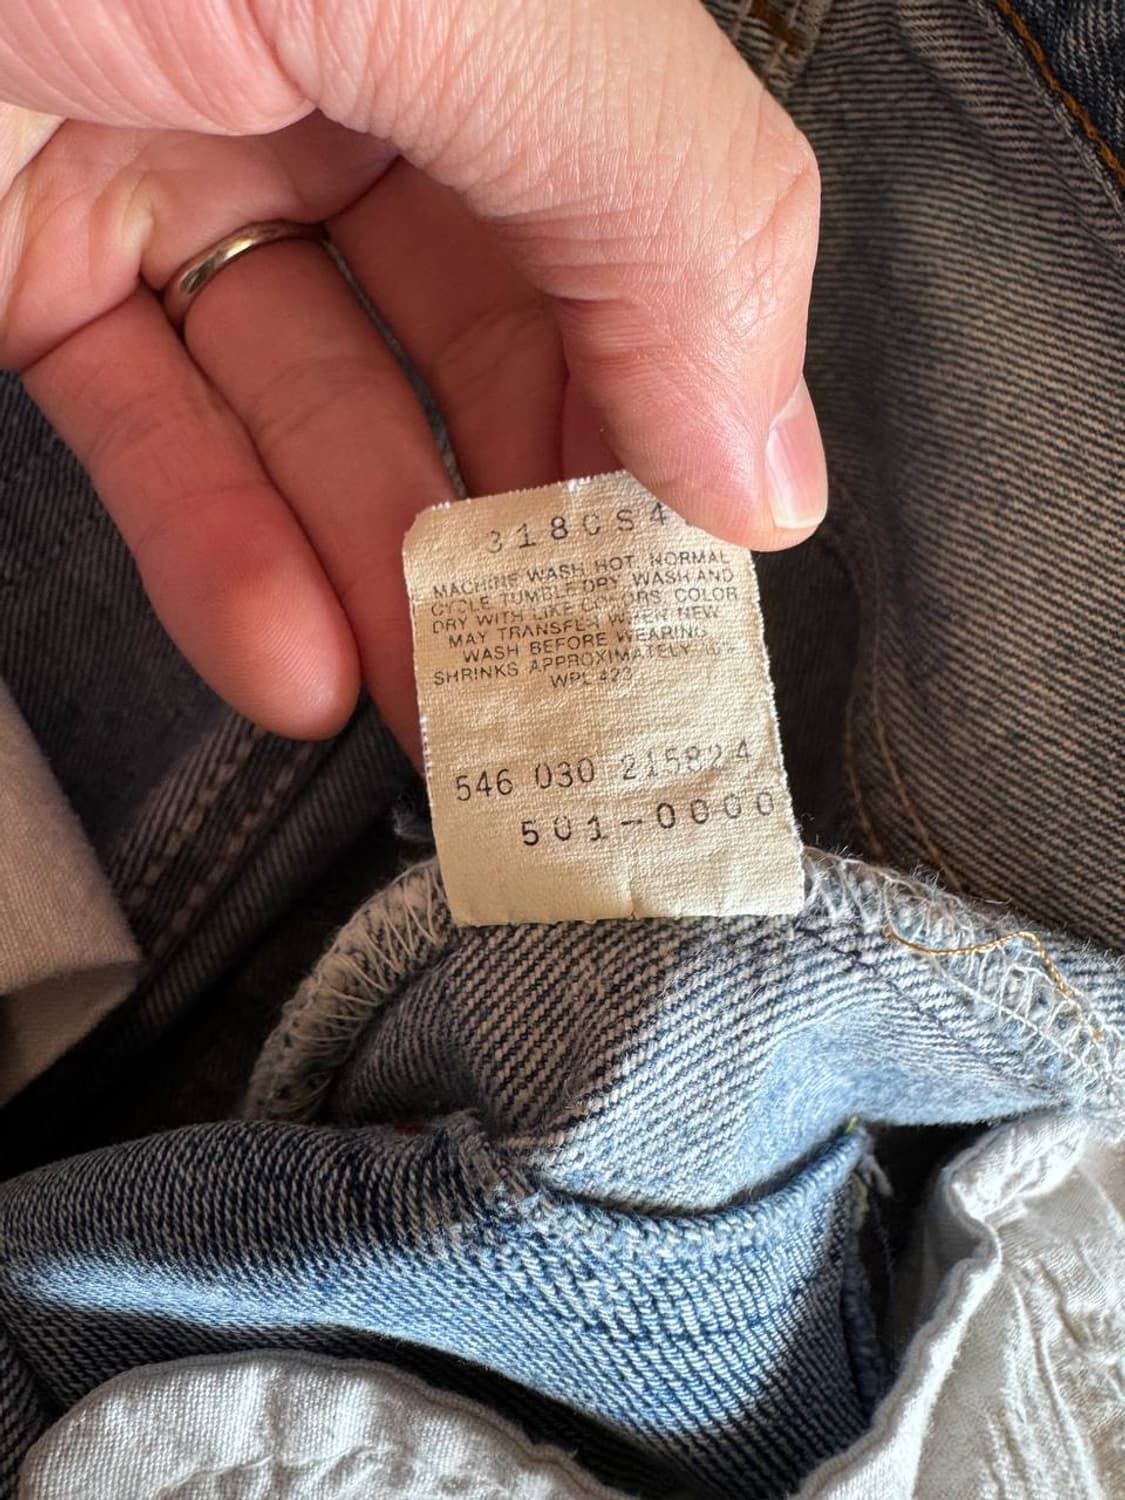 318CS4
MACHINE WASH HOT, NORMAL
CYCLE TUMBLE DRY WASH AND
DRY WITH LIKE COLORS COLOR
MAY TRANSFER WHEN NEW
WASH BEFORE WEARING
SHRINKS APPROXIMATELY
WPL 423
546 030 215824
501-0000